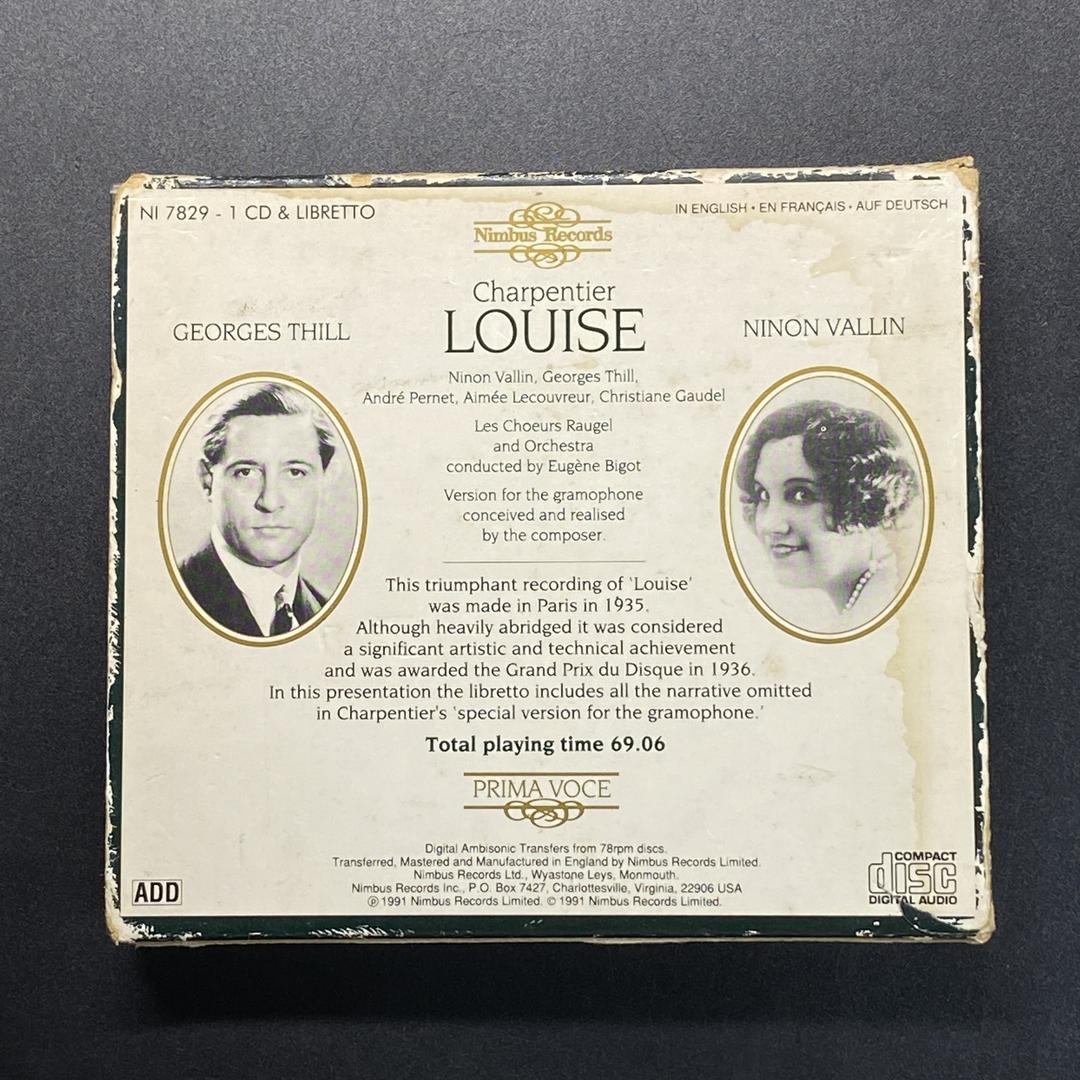 NI 7829 - 1 CD & LIBRETTO
IN ENGLISH • EN FRANÇAIS • AUF DEUTSCH
Nimbus Records
Charpentier
LOUISE
GEORGES THILL
NINON VALLIN
Ninon Vallin, Georges Thill,
André Pernet, Aimée Lecouvreur, Christiane Gaudel
Les Choeurs Raugel
and Orchestra
conducted by Eugène Bigot
Version for the gramophone
conceived and realised
by the composer.
This triumphant recording of 'Louise'
was made in Paris in 1935.
Although heavily abridged it was considered
a significant artistic and technical achievement
and was awarded the Grand Prix du Disque in 1936.
In this presentation the libretto includes all the narrative omitted
in Charpentier's 'special version for the gramophone.'
Total playing time 69.06
PRIMA VOCE
Digital Ambisonic Transfers from 78rpm discs.
Transferred, Mastered and Manufactured in England by Nimbus Records Limited.
Nimbus Records Ltd., Wyastone Leys, Monmouth.
Nimbus Records Inc., P.O. Box 7427, Charlottesville, Virginia, 22906 USA
℗ 1991 Nimbus Records Limited. © 1991 Nimbus Records Limited.
ADD
COMPACT
disc
DIGITAL AUDIO